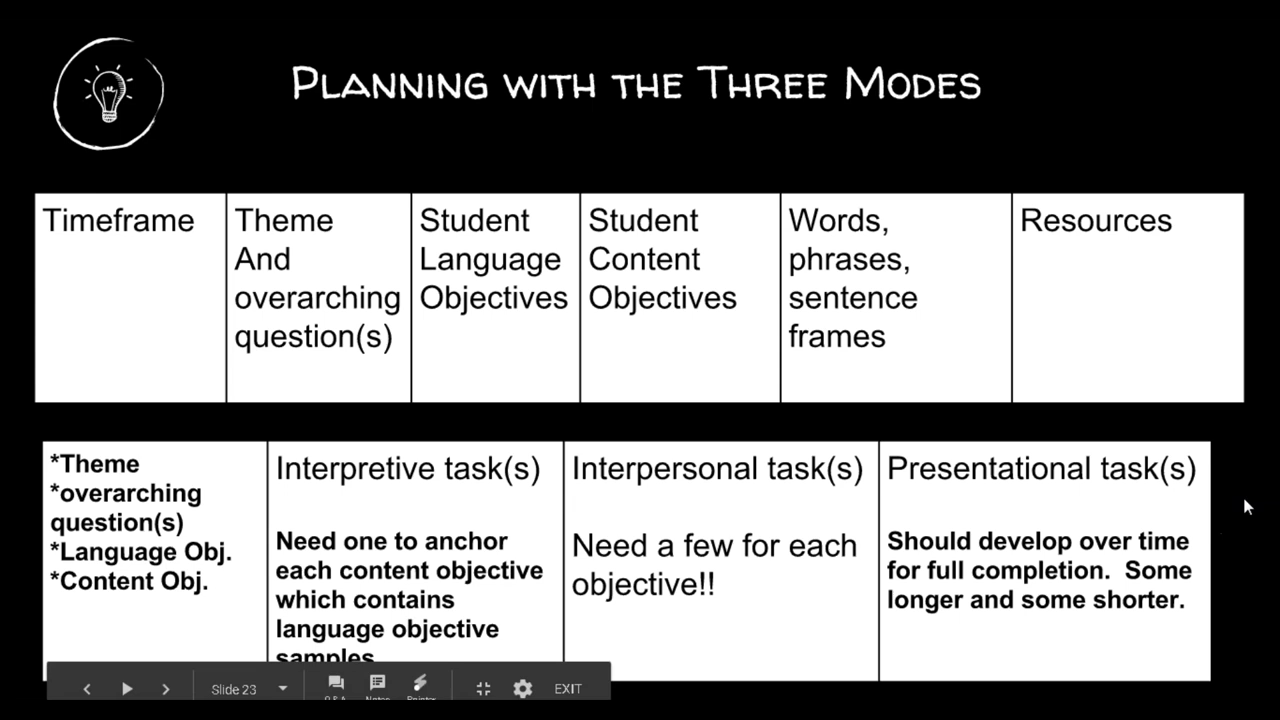 Planning with the Three Modes
Timeframe
Theme
And
overarching
question(s)
Student
Language
Objectives
Student
Content
Objectives
Words,
phrases,
sentence
frames
Resources
*Theme
*overarching
question(s)
*Language Obj.
*Content Obj.
Interpretive task(s)
Need one to anchor
each content objective
which contains
language objective
samples
Interpersonal task(s)
Need a few for each
objective!!
Presentational task(s)
Should develop over time
for full completion.  Some
longer and some shorter.
Slide 23
Q & A
Notes
Pointer
EXIT